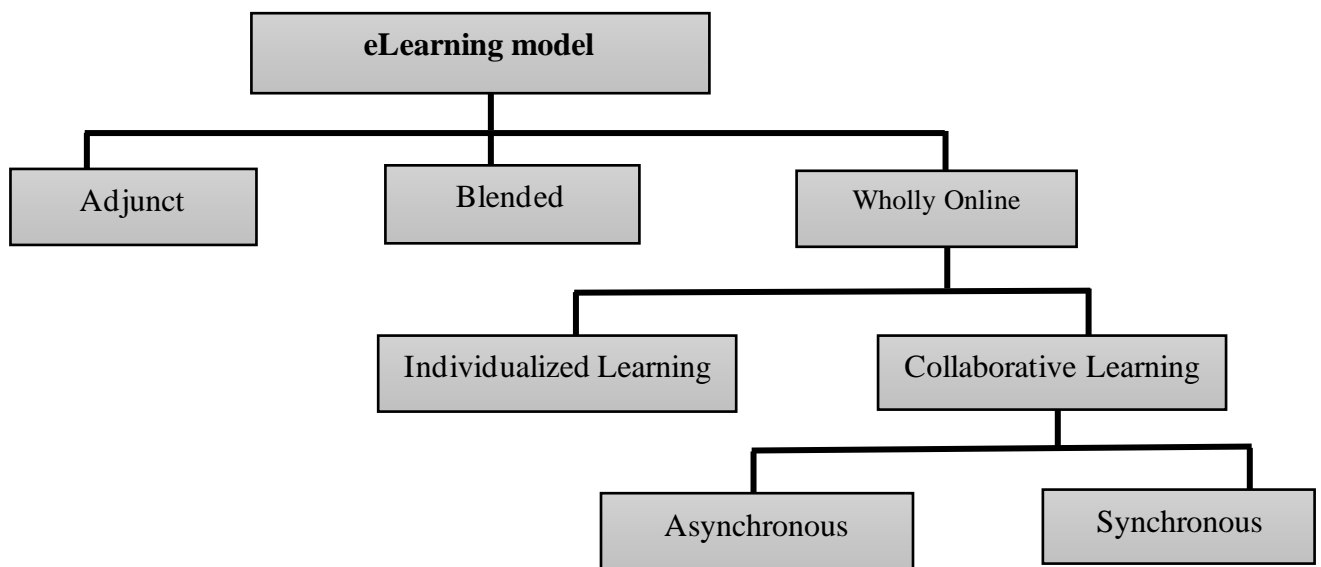 eLearning model
Adjunct
Blended
Wholly Online
Individualized Learning
Collaborative Learning
Asynchronous
Synchronous